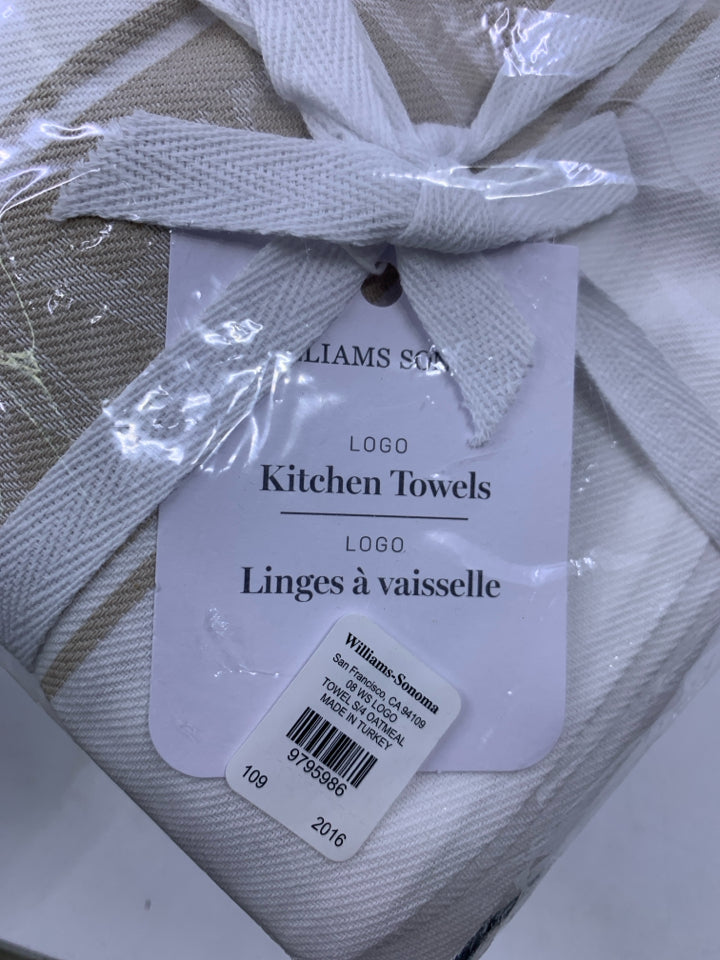 LIAMS SON
LOGO
Kitchen Towels
LOGO
Linges à vaisselle
Williams-Sonoma
San Francisco, CA 94109
08 WS LOGO
TOWEL S/4 OATMEAL
MADE IN TURKEY
9795986
109
2016